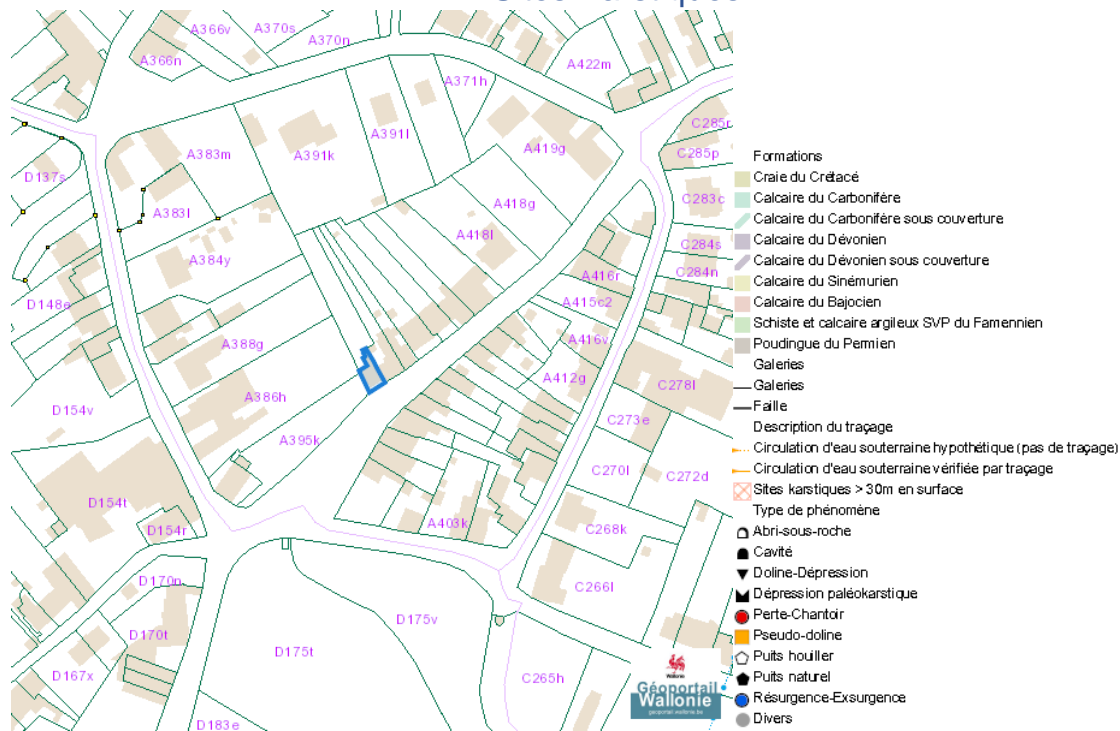 A366v
A370s
A370n
A366n
A422m
A371h
C285r
A391l
A383m
A391k
A419g
C285p
D137s
C283c
A383l
A418g
A418l
C284s
A384y
A416r
C284n
D148e
A415c2
A388g
A416v
A412g
C278l
A386h
D154v
C273e
A395k
C270l
C272d
D154t
A403k
D154r
C268k
D170n
C266l
D175v
D170t
D175t
D167x
C265h
D183e
Wallonie
Géoportail
Wallonie
geoportail.wallonie.be
Formations
Craie du Crétacé
Calcaire du Carbonifère
Calcaire du Carbonifère sous couverture
Calcaire du Dévonien
Calcaire du Dévonien sous couverture
Calcaire du Sinémurien
Calcaire du Bajocien
Schiste et calcaire argileux SVP du Famennien
Poudingue du Permien
Galeries
Galeries
Faille
Description du traçage
Circulation d'eau souterraine hypothétique (pas de traçage)
Circulation d'eau souterraine vérifiée par traçage
Sites karstiques > 30m en surface
Type de phénomène
Abri-sous-roche
Cavité
Doline-Dépression
Dépression paléokarstique
Perte-Chantoir
Pseudo-doline
Puits houiller
Puits naturel
Résurgence-Exsurgence
Divers